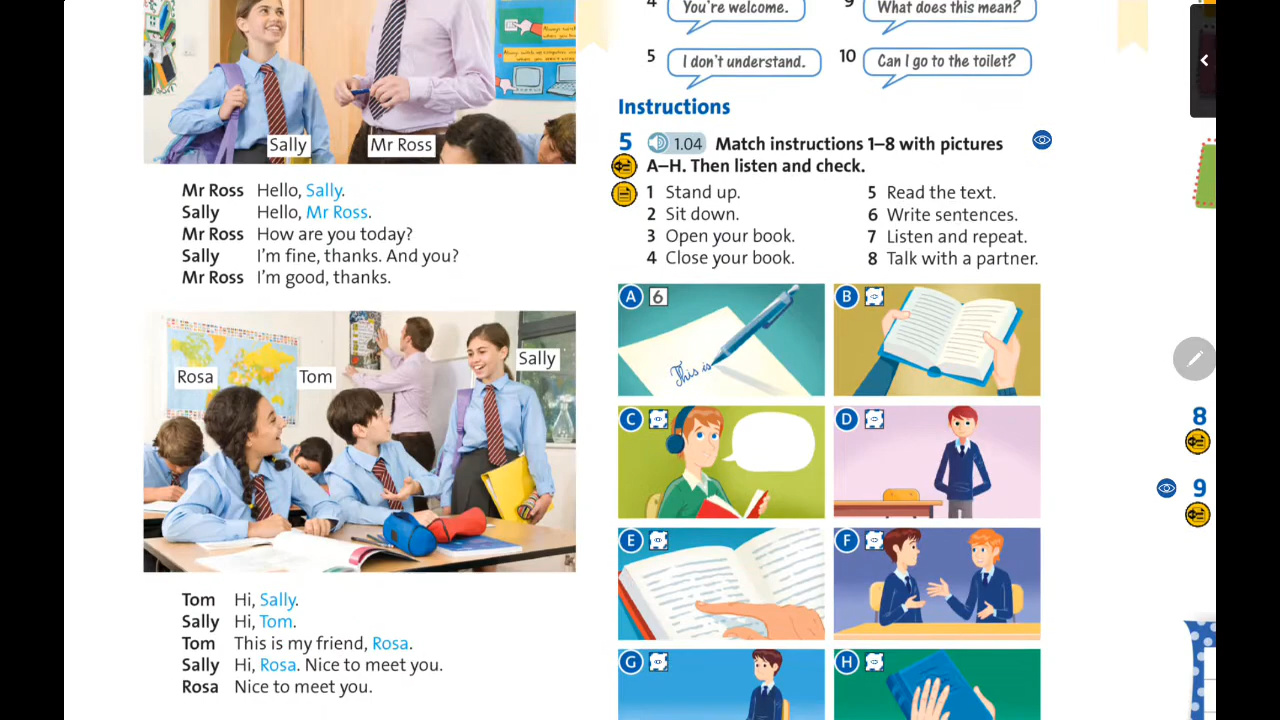 Sally
Mr Ross
Mr Ross Hello, Sally.
Sally Hello, Mr Ross.
Mr Ross How are you today?
Sally I'm fine, thanks. And you?
Mr Ross I'm good, thanks.
Rosa
Tom
Sally
Tom Hi, Sally.
Sally Hi, Tom.
Tom This is my friend, Rosa.
Sally Hi, Rosa. Nice to meet you.
Rosa Nice to meet you.
4 You're welcome.
9 What does this mean?
5 I don't understand.
10 Can I go to the toilet?
Instructions
5 1.04 Match instructions 1–8 with pictures
A–H. Then listen and check.
1 Stand up.
2 Sit down.
3 Open your book.
4 Close your book.
5 Read the text.
6 Write sentences.
7 Listen and repeat.
8 Talk with a partner.
A 6
This is
B
C
D
E
F
G
H
8
9